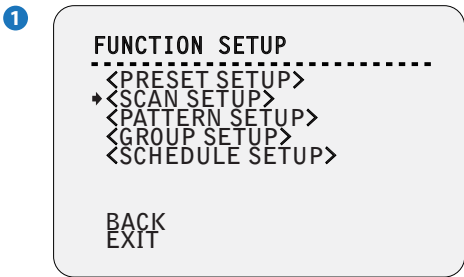 1
FUNCTION SETUP
<PRESET SETUP>
<SCAN SETUP>
<PATTERN SETUP>
<GROUP SETUP>
<SCHEDULE SETUP>
BACK
EXIT